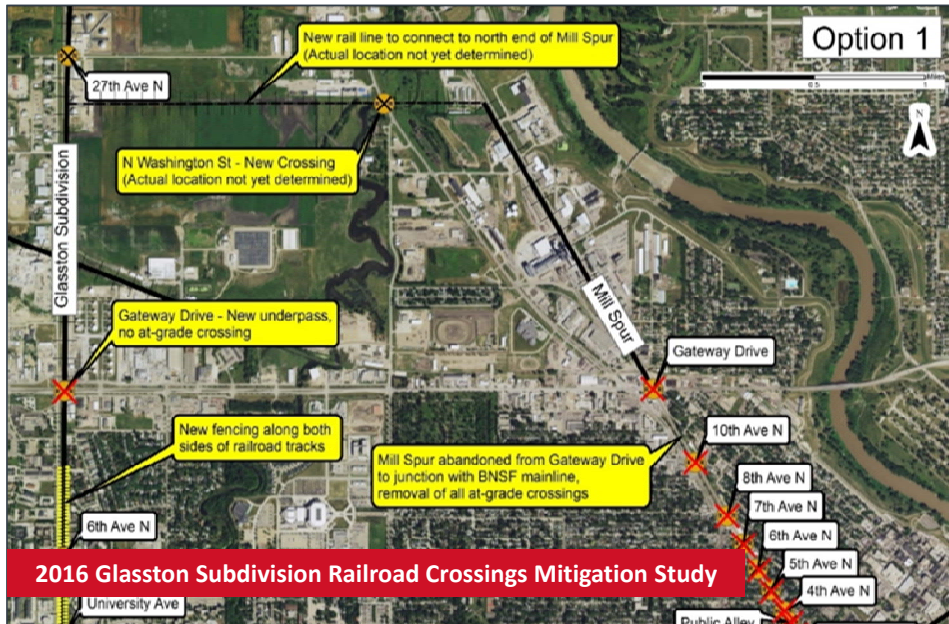 New rail line to connect to north end of Mill Spur
(Actual location not yet determined)
Option 1
27th Ave N
0.5
N
N Washington St - New Crossing
(Actual location not yet determined)
Glasston Subdivision
Gateway Drive - New underpass,
no at-grade crossing
Mill Spur
Gateway Drive
New fencing along both
sides of railroad tracks
10th Ave N
Mill Spur abandoned from Gateway Drive
to junction with BNSF mainline,
removal of all at-grade crossings
8th Ave N
7th Ave N
6th Ave N
6th Ave N
5th Ave N
2016 Glasston Subdivision Railroad Crossings Mitigation Study
4th Ave N
University Ave
Public Alley